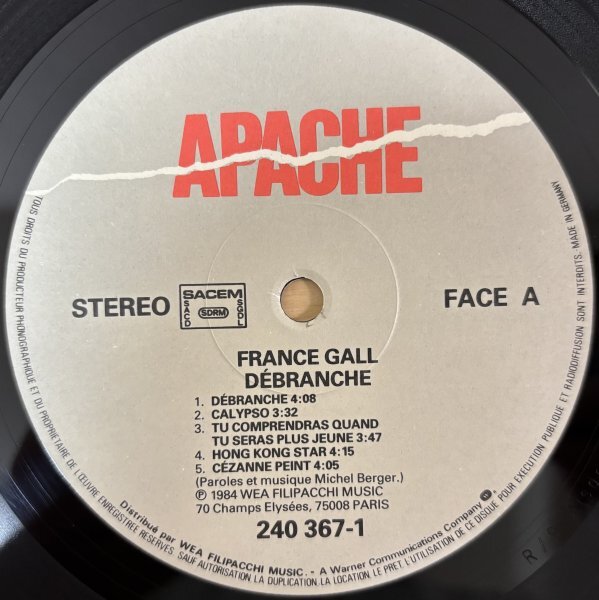 APACHE
STEREO
SACEM
SACD
SDRM
SGDL
FACE A
FRANCE GALL
DÉBRANCHE
1. DÉBRANCHE 4:08
2. CALYPSO 3:32
3. TU COMPRENDRAS QUAND
TU SERAS PLUS JEUNE 3:47
4. HONG KONG STAR 4:15
5. CÉZANNE PEINT 4:05
(Paroles et musique Michel Berger.)
℗ 1984 WEA FILIPACCHI MUSIC
70 Champs Elysées, 75008 PARIS
240 367-1
TOUS DROITS DU PRODUCTEUR PHONOGRAPHIQUE ET DU PROPRIETAIRE DE L'ŒUVRE ENREGISTREE RESERVES. SAUF AUTORISATION LA DUPLICATION, LA LOCATION, LE PRET, L'UTILISATION DE CE DISQUE POUR EXECUTION PUBLIQUE ET RADIODIFFUSION SONT INTERDITS. MADE IN GERMANY
Distribué par WEA FILIPACCHI MUSIC. - A Warner Communications Company